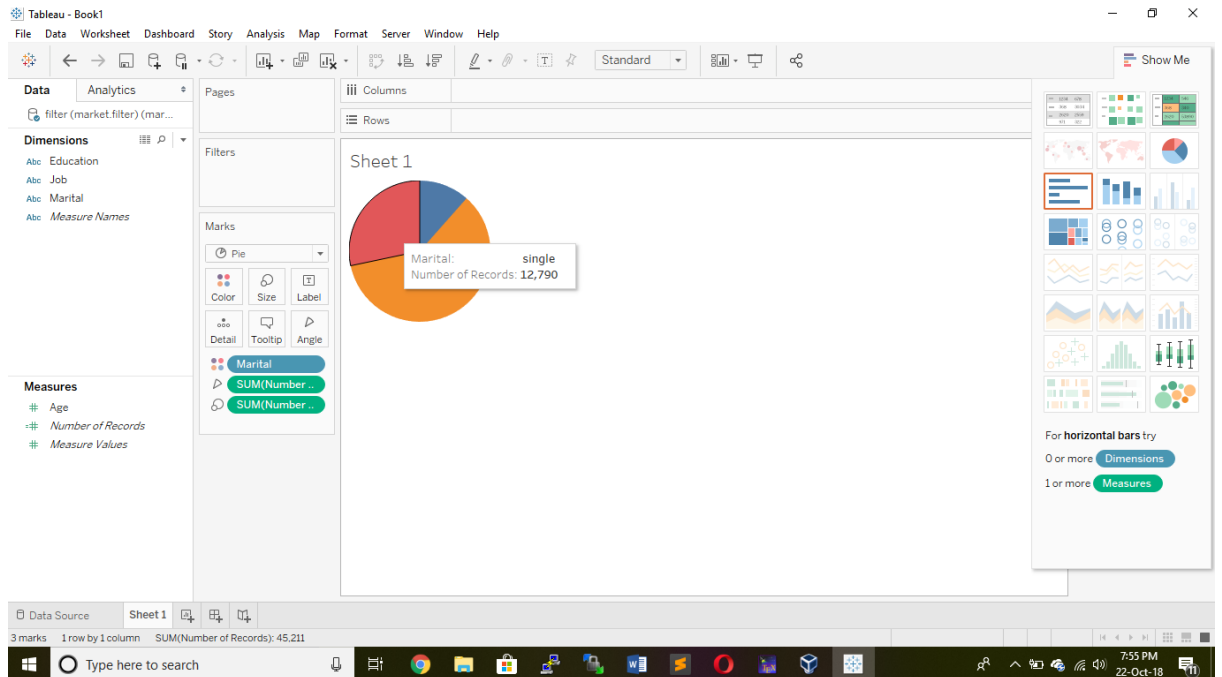 Tableau - Book1
File Data Worksheet Dashboard Story Analysis Map Format Server Window Help
Standard
Show Me
Data Analytics
filter (market.filter) (mar...
Dimensions
Abc Education
Abc Job
Abc Marital
Abc Measure Names
Measures
# Age
=# Number of Records
# Measure Values
Pages
Filters
Marks
Pie
Color Size Label
Detail Tooltip Angle
Marital
SUM(Number ..
SUM(Number ..
iii Columns
Rows
Sheet 1
Marital: single
Number of Records: 12,790
For horizontal bars try
0 or more Dimensions
1 or more Measures
Data Source Sheet 1
3 marks 1 row by 1 column SUM(Number of Records): 45,211
Type here to search
7:55 PM
22-Oct-18